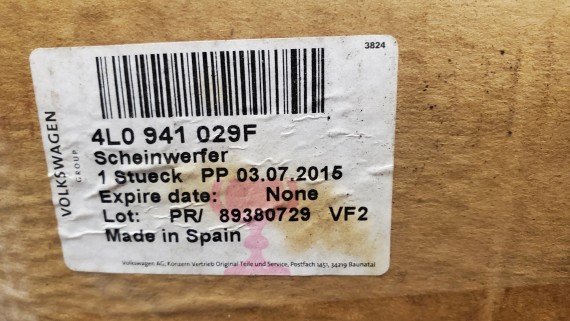 3824
VOLKSWAGEN
GROUP
4L0 941 029F
Scheinwerfer
1 Stueck PP 03.07.2015
Expire date: None
Lot: PR/ 89380729 VF2
Made in Spain
Volkswagen AG, Konzern Vertrieb Original Teile und Service, Postfach 1451, 34219 Baunatal